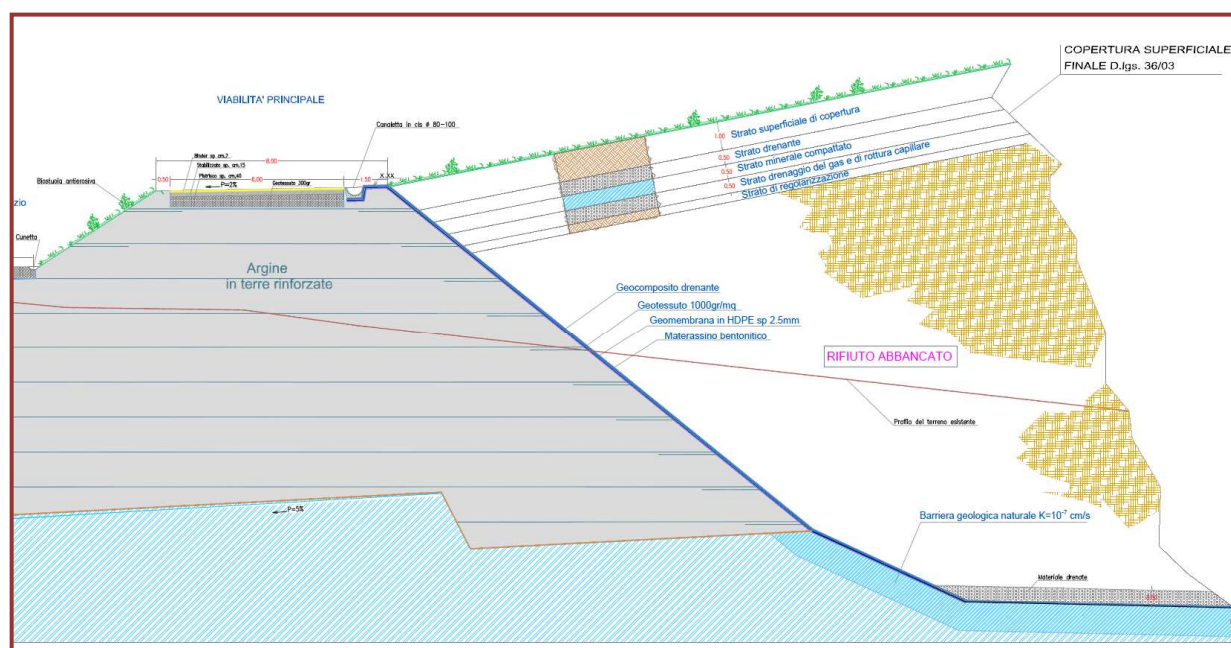 COPERTURA SUPERFICIALE
FINALE D.lgs. 36/03
VIABILITA' PRINCIPALE
Canaletta in cls ø 80-100
1.00
Strato superficiale di copertura
Strato drenante
0.50
Strato minerale compattato
0.50
Strato drenaggio del gas e di rottura capillare
0.50
Strato di regolarizzazione
8.00
Binder sp. cm.7
Stabilizzato sp. cm.15
Mistico sp. cm.40
0.50
6.00
1.50
X.XX
P=2%
Geotessuto 300gr.
Biostuoia antierosiva
zio
Cunetta
Argine
in terre rinforzate
Geocomposito drenante
Geotessuto 1000gr/mq
Geomembrana in HDPE sp 2.5mm
Materassino bentonitico
RIFIUTO ABBANCATO
Profilo del terreno esistente
P=5%
Barriera geologica naturale K=10⁻⁷ cm/s
Materiale drenate
0.50